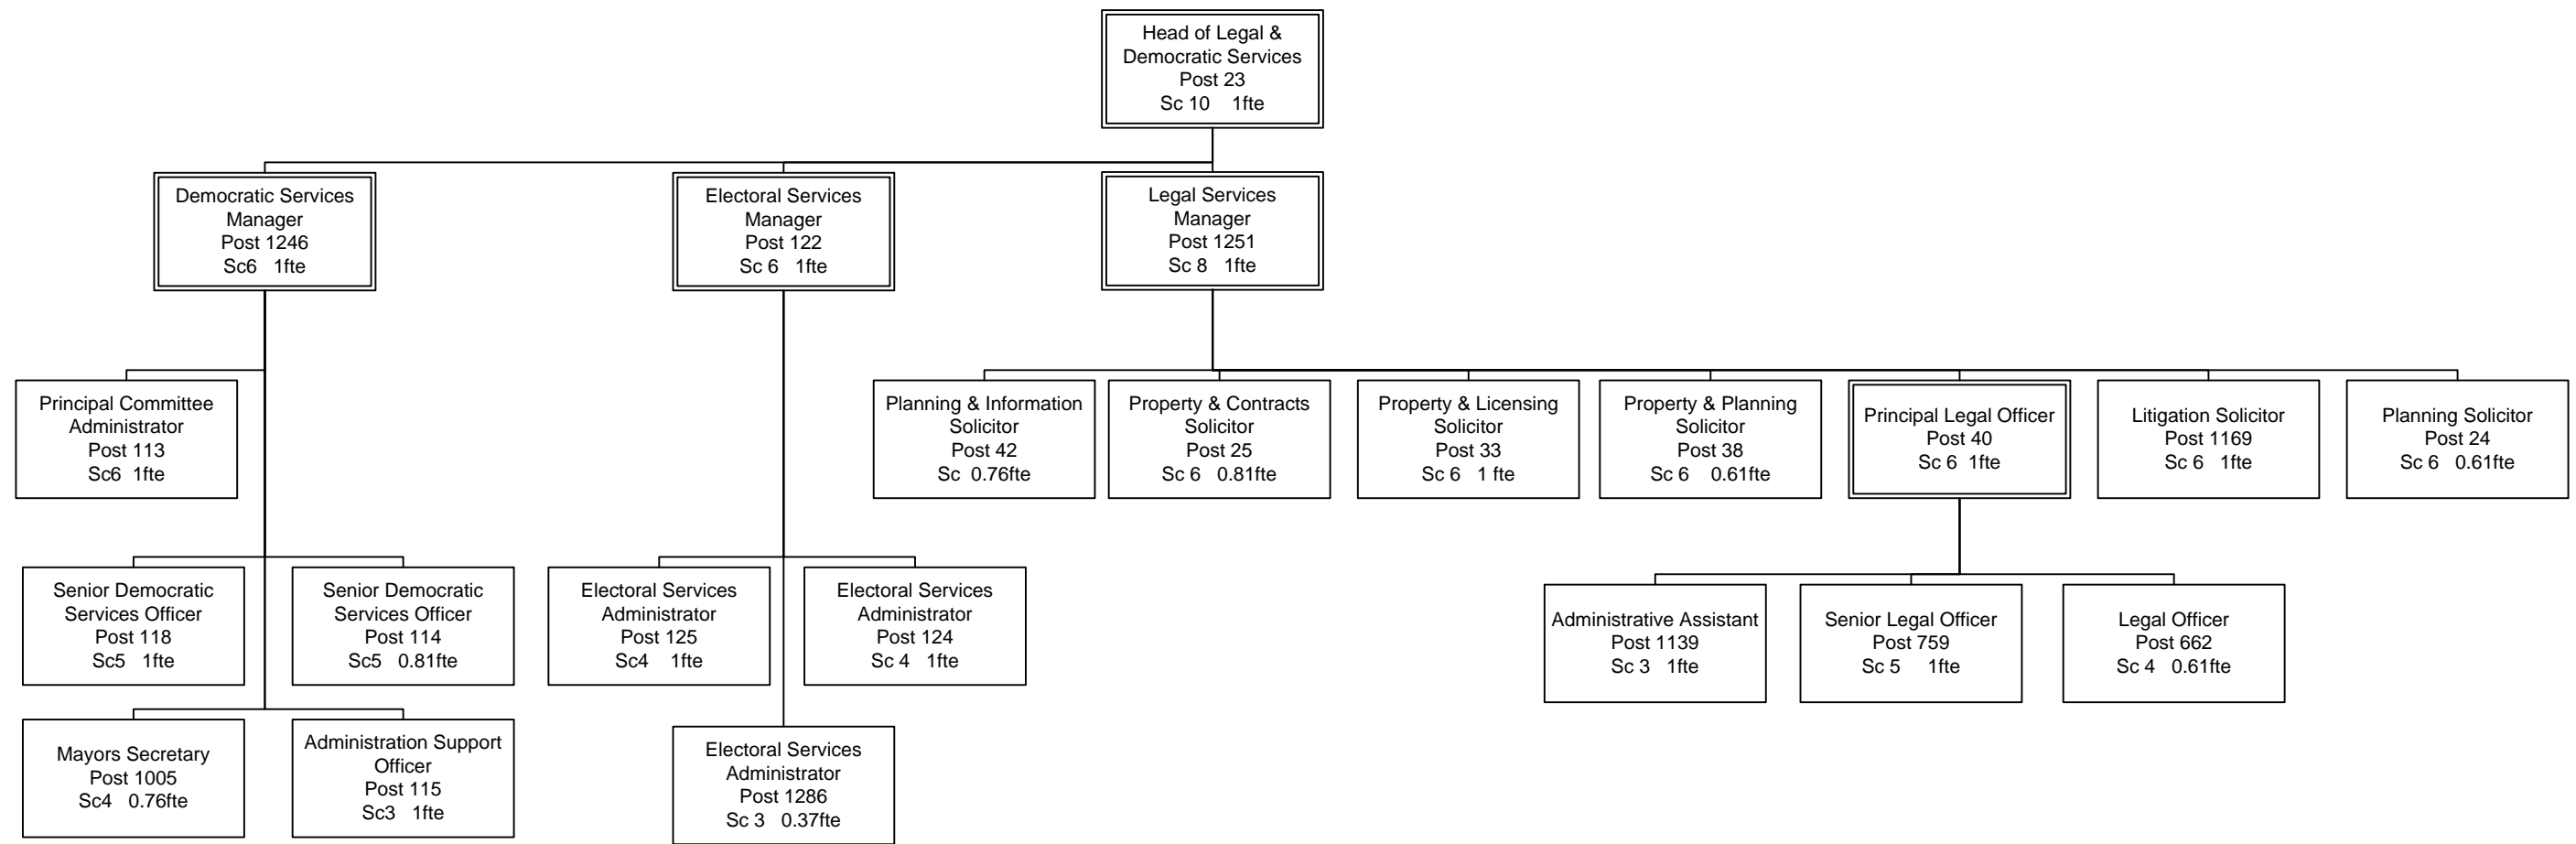 Head of Legal &
Democratic Services
Post 23
Sc 10 1fte
Democratic Services
Manager
Post 1246
Sc6 1fte
Electoral Services
Manager
Post 122
Sc 6 1fte
Legal Services
Manager
Post 1251
Sc 8 1fte
Principal Committee
Administrator
Post 113
Sc6 1fte
Planning & Information
Solicitor
Post 42
Sc 0.76fte
Property & Contracts
Solicitor
Post 25
Sc 6 0.81fte
Property & Licensing
Solicitor
Post 33
Sc 6 1 fte
Property & Planning
Solicitor
Post 38
Sc 6 0.61fte
Principal Legal Officer
Post 40
Sc 6 1fte
Litigation Solicitor
Post 1169
Sc 6 1fte
Planning Solicitor
Post 24
Sc 6 0.61fte
Senior Democratic
Services Officer
Post 118
Sc5 1fte
Senior Democratic
Services Officer
Post 114
Sc5 0.81fte
Electoral Services
Administrator
Post 125
Sc4 1fte
Electoral Services
Administrator
Post 124
Sc 4 1fte
Administrative Assistant
Post 1139
Sc 3 1fte
Senior Legal Officer
Post 759
Sc 5 1fte
Legal Officer
Post 662
Sc 4 0.61fte
Mayors Secretary
Post 1005
Sc4 0.76fte
Administration Support
Officer
Post 115
Sc3 1fte
Electoral Services
Administrator
Post 1286
Sc 3 0.37fte